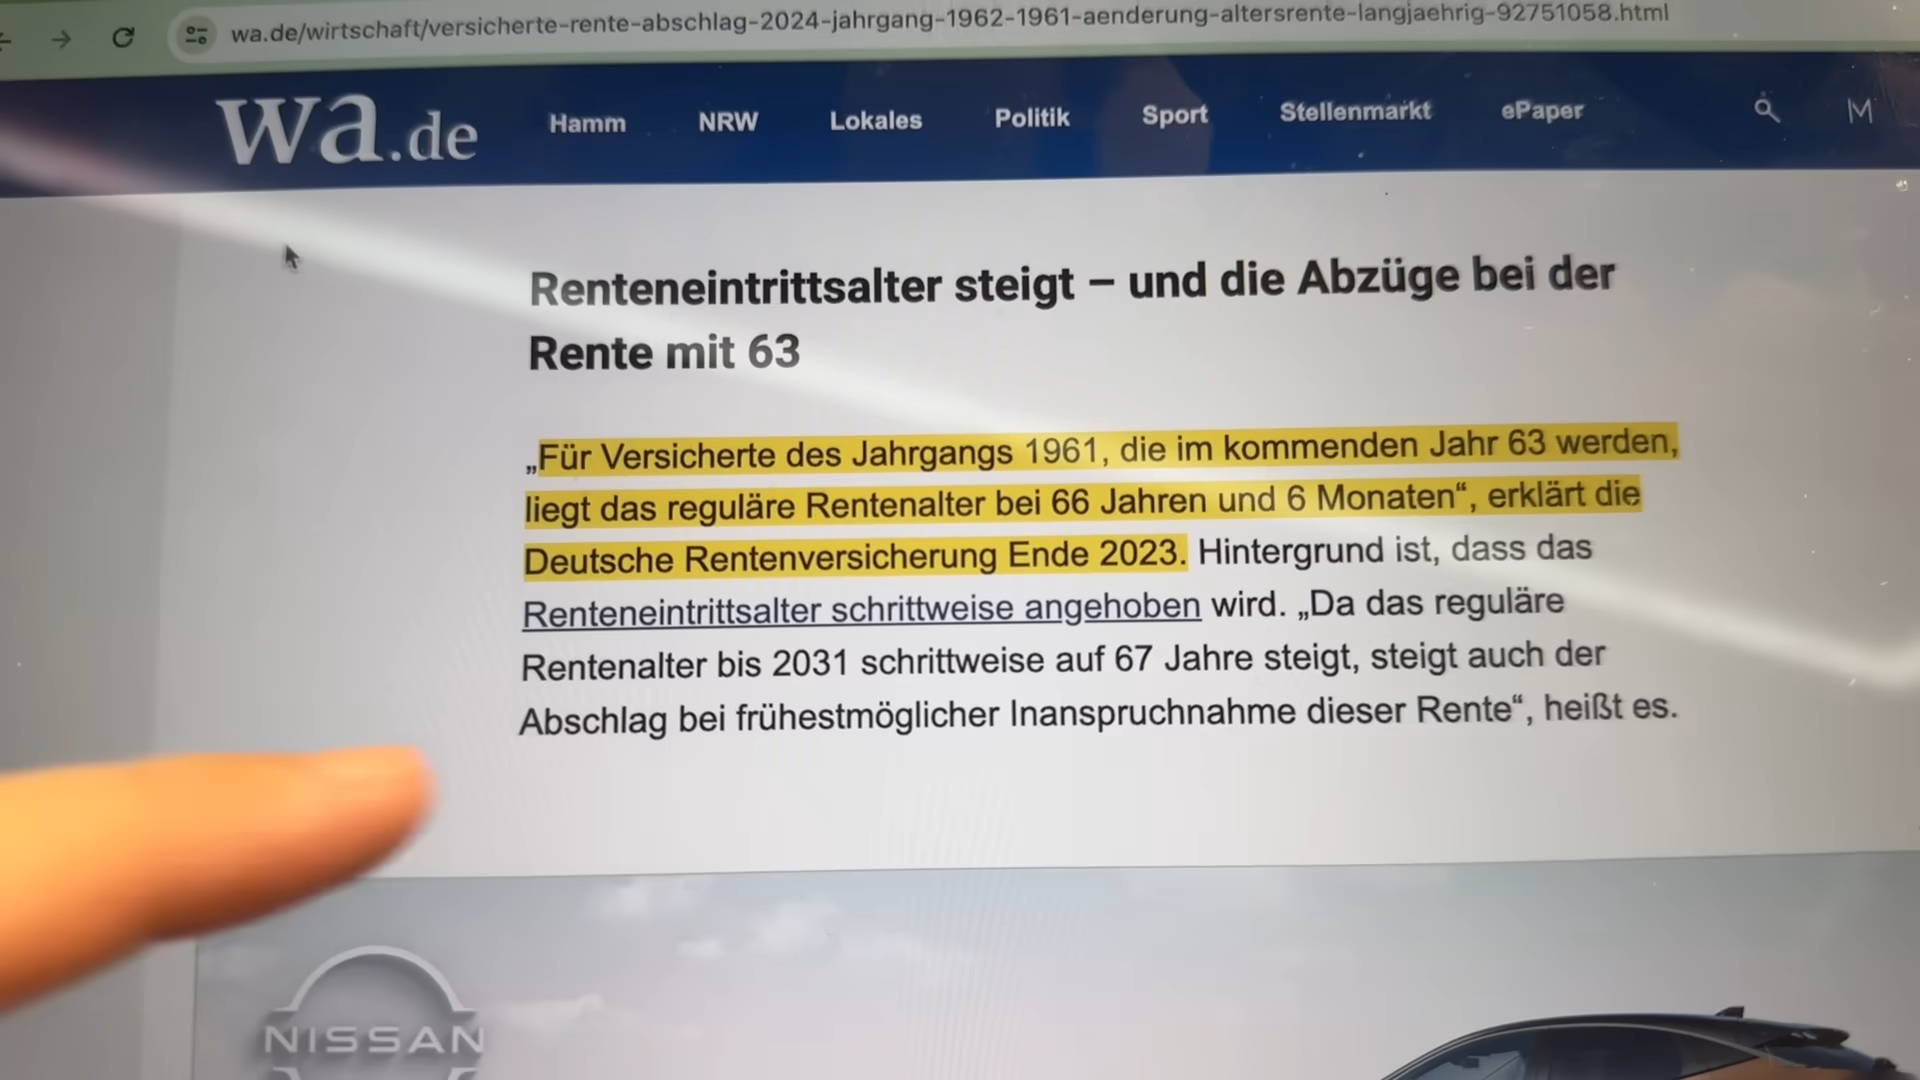 wa.de/wirtschaft/versicherte-rente-abschlag-2024-jahrgang-1962-1961-aenderung-altersrente-langjaehrig-92751058.html
wa.de Hamm NRW Lokales Politik Sport Stellenmarkt ePaper M
Renteneintrittsalter steigt – und die Abzüge bei der
Rente mit 63
„Für Versicherte des Jahrgangs 1961, die im kommenden Jahr 63 werden,
liegt das reguläre Rentenalter bei 66 Jahren und 6 Monaten“, erklärt die
Deutsche Rentenversicherung Ende 2023. Hintergrund ist, dass das
Renteneintrittsalter schrittweise angehoben wird. „Da das reguläre
Rentenalter bis 2031 schrittweise auf 67 Jahre steigt, steigt auch der
Abschlag bei frühestmöglicher Inanspruchnahme dieser Rente“, heißt es.
NISSAN